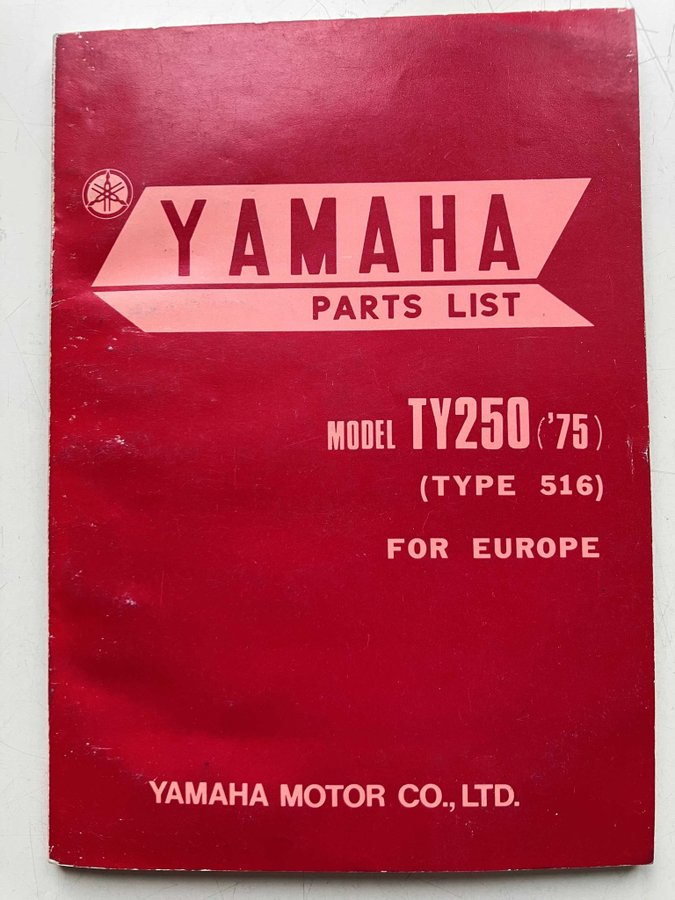 YAMAHA
PARTS LIST
MODEL TY250 ('75)
(TYPE 516)
FOR EUROPE
YAMAHA MOTOR CO., LTD.